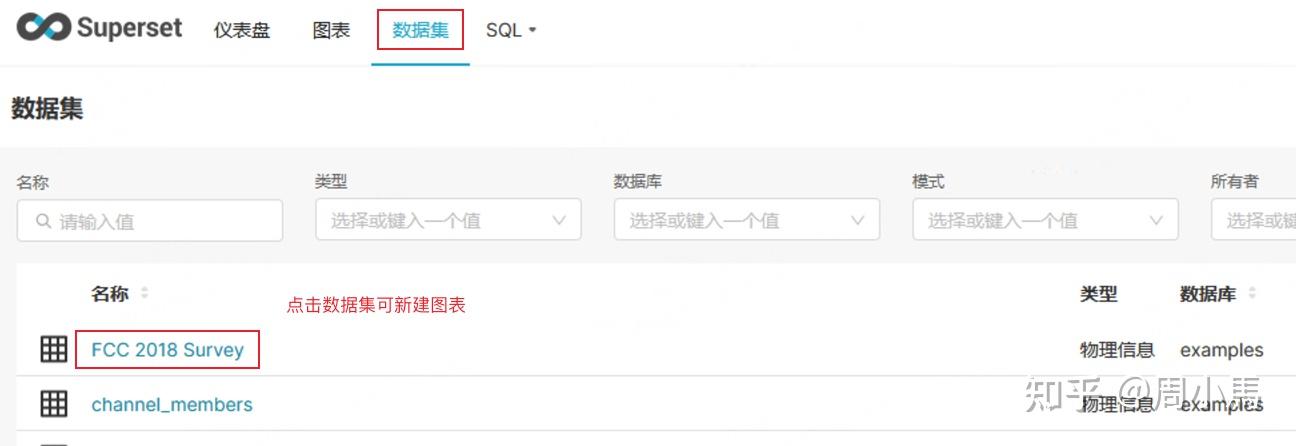 Superset 仪表盘 图表 数据集 SQL
数据集
名称 类型 数据库 模式 所有者
请输入值 选择或键入一个值 选择或键入一个值 选择或键入一个值 选择或键
名称 类型 数据库
点击数据集可新建图表
FCC 2018 Survey 物理信息 examples
channel_members 物理信息 examples
知乎 @周小馬